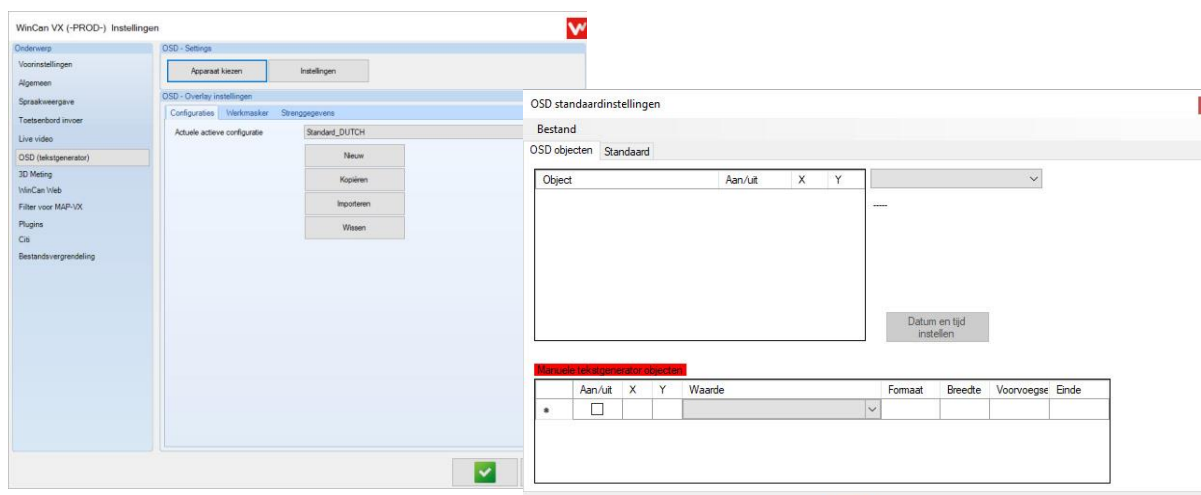 WinCan VX (-PROD-) Instellingen
Onderwerp
Voorinstellingen
Algemeen
Spraakweergave
Toetsenbord invoer
Live video
OSD (tekstgenerator)
3D Meting
WinCan Web
Filter voor MAP-VX
Plugins
Citi
Bestandsvergrendeling
OSD - Settings
Apparaat kiezen Instellingen
OSD - Overlay instellingen
Configuraties Werkmasker Strenggegevens
Actuele actieve configuratie Standard_DUTCH
Nieuw
Kopiëren
Importeren
Wissen
OSD standaardinstellingen
Bestand
OSD objecten Standaard
Object Aan/uit X Y
-----
Datum en tijd
instellen
Manuele tekstgenerator objecten
Aan/uit X Y Waarde Formaat Breedte Voorvoegse Einde